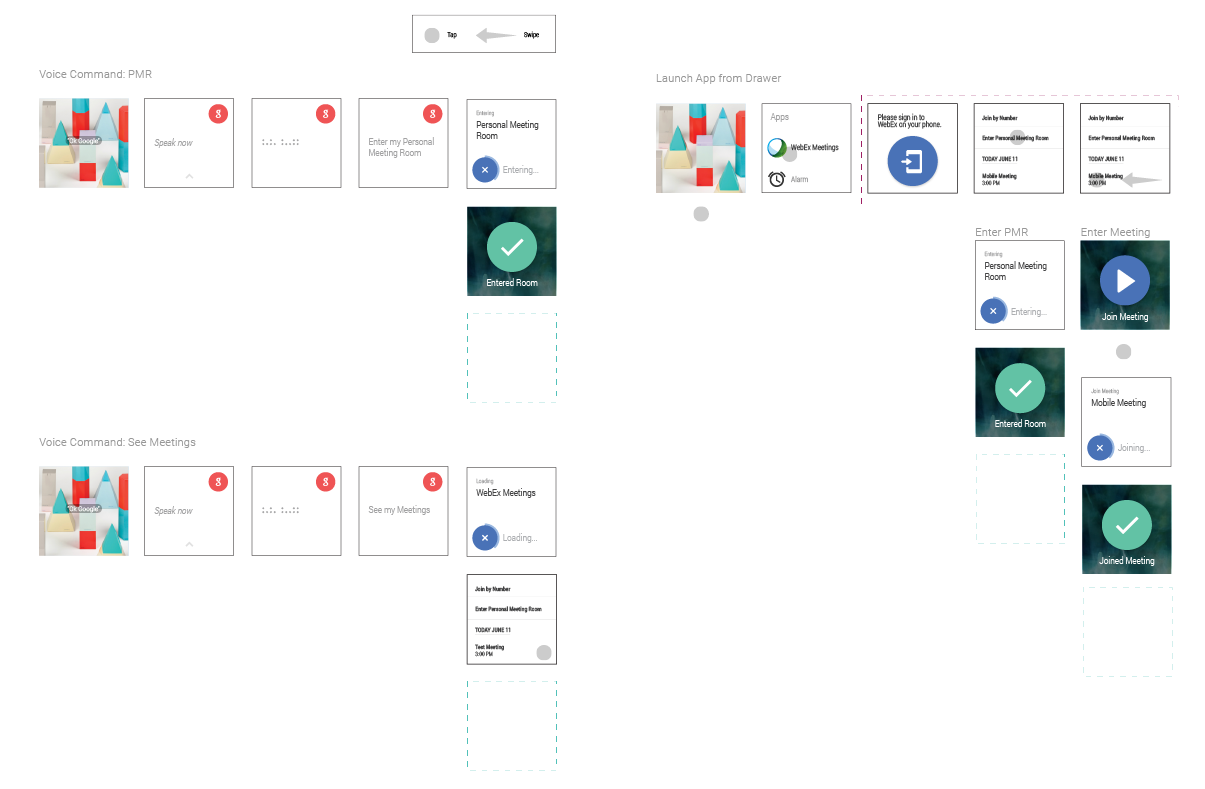 Tap
Swipe
Voice Command: PMR
"Ok Google"
Speak now
8
8
Enter my Personal
Meeting Room
8
Entering
Personal Meeting
Room
Entering...
Entered Room
Voice Command: See Meetings
"Ok Google"
Speak now
8
8
See my Meetings
8
Loading
WebEx Meetings
Loading...
Join by Number
Enter Personal Meeting Room
TODAY JUNE 11
Test Meeting
3:00 PM
Launch App from Drawer
Apps
WebEx Meetings
Alarm
Please sign in to
WebEx on your phone.
Join by Number
Enter Personal Meeting Room
TODAY JUNE 11
Mobile Meeting
3:00 PM
Join by Number
Enter Personal Meeting Room
TODAY JUNE 11
Mobile Meeting
3:00 PM
Enter PMR
Entering
Personal Meeting
Room
Entering...
Entered Room
Enter Meeting
Join Meeting
Join Meeting
Mobile Meeting
Joining...
Joined Meeting